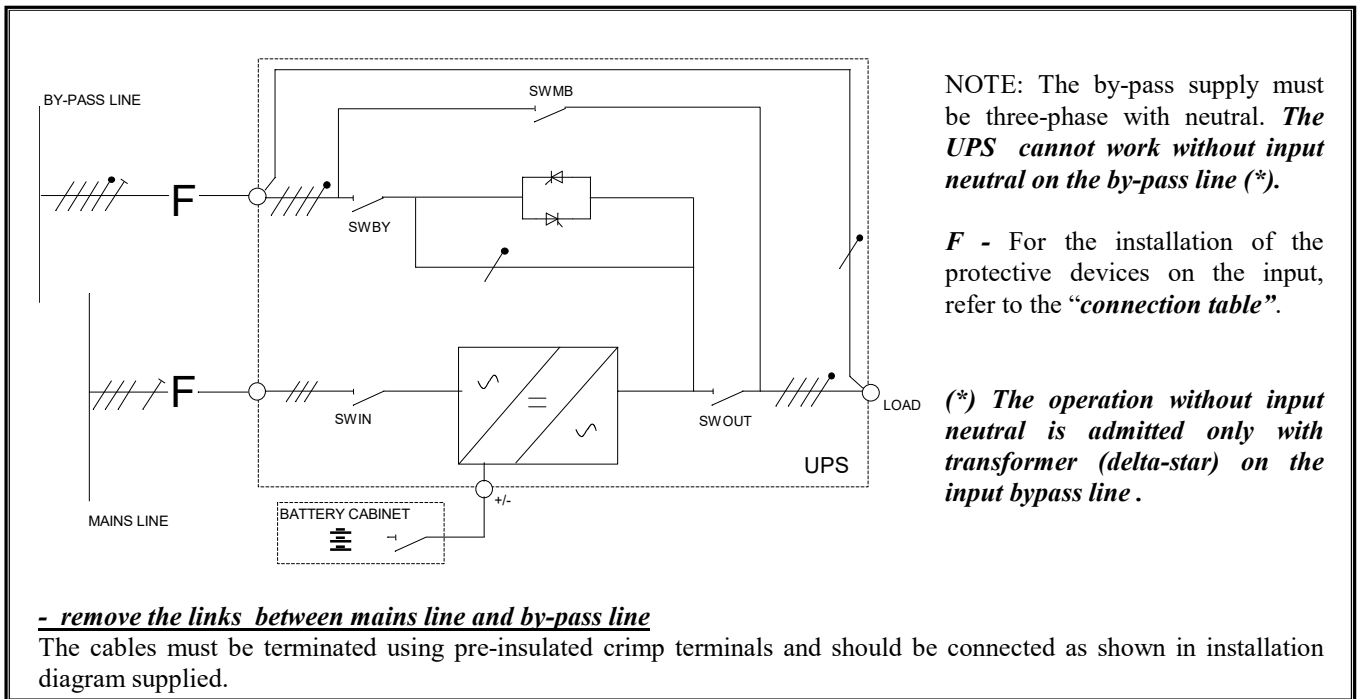 BY-PASS LINE
SWMB
F
SWBY
F
SWIN
SWOUT
LOAD
UPS
+/-
MAINS LINE
BATTERY CABINET
NOTE: The by-pass supply must
be three-phase with neutral. The
UPS cannot work without input
neutral on the by-pass line (*).
F - For the installation of the
protective devices on the input,
refer to the “connection table”.
(*) The operation without input
neutral is admitted only with
transformer (delta-star) on the
input bypass line .
- remove the links between mains line and by-pass line
The cables must be terminated using pre-insulated crimp terminals and should be connected as shown in installation
diagram supplied.